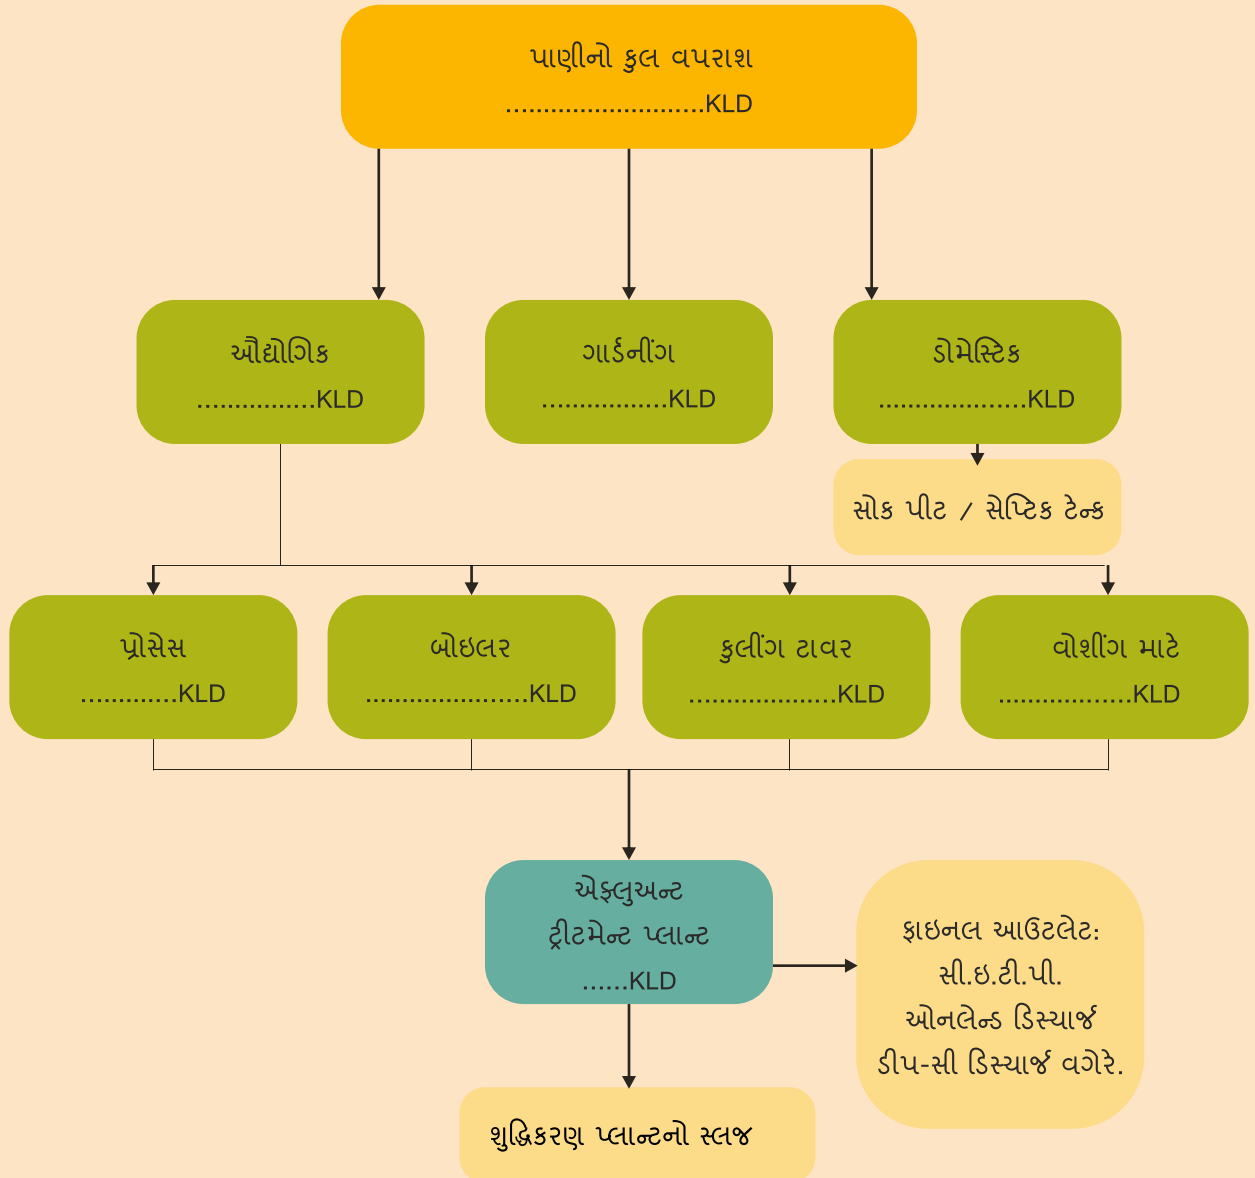 પાણીનો કુલ વપરાશ
..........................KLD
ઔદ્યોગિક
................KLD
ગાર્ડનીંગ
.................KLD
ડોમેસ્ટિક
....................KLD
સોક પીટ / સેપ્ટિક ટેન્ક
પ્રોસેસ
.............KLD
બોઇલર
......................KLD
કુલીંગ ટાવર
....................KLD
વોશીંગ માટે
..................KLD
એફ્લુઅન્ટ
ટ્રીટમેન્ટ પ્લાન્ટ
......KLD
ફાઇનલ આઉટલેટ:
સી.ઇ.ટી.પી.
ઓનલેન્ડ ડિસ્ચાર્જ
ડીપ-સી ડિસ્ચાર્જ વગેરે.
શુદ્ધિકરણ પ્લાન્ટનો સ્લજ